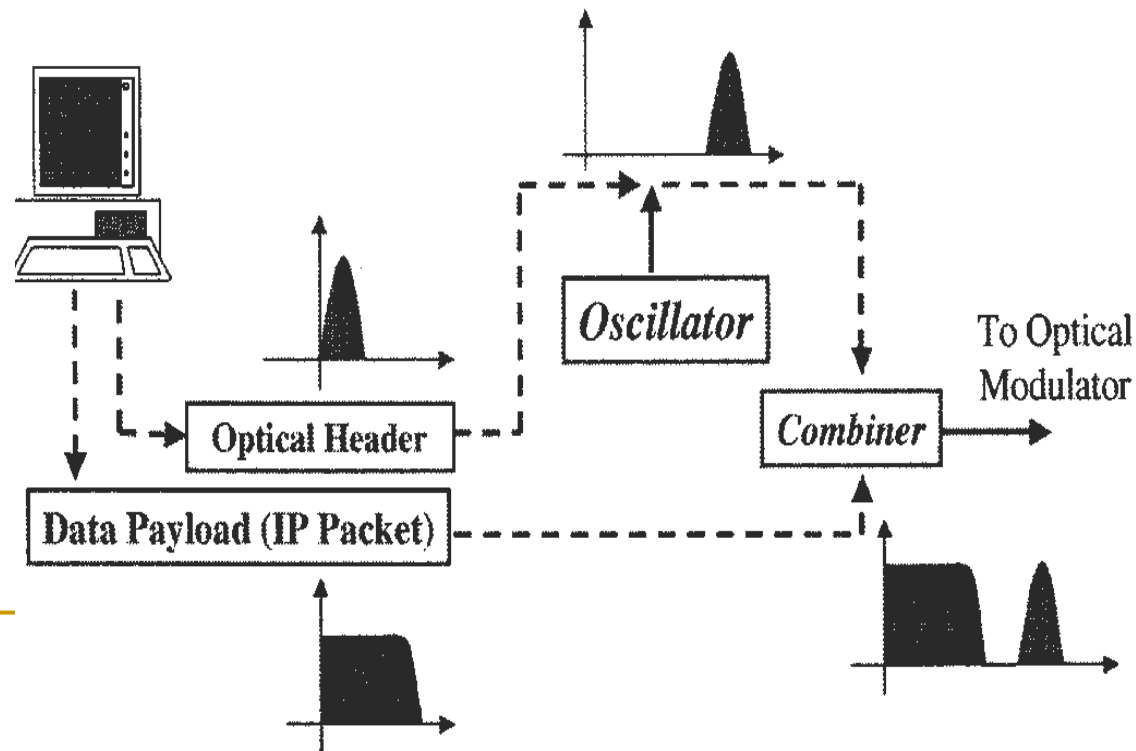 Oscillator
To Optical
Modulator
Combiner
Optical Header
Data Payload (IP Packet)